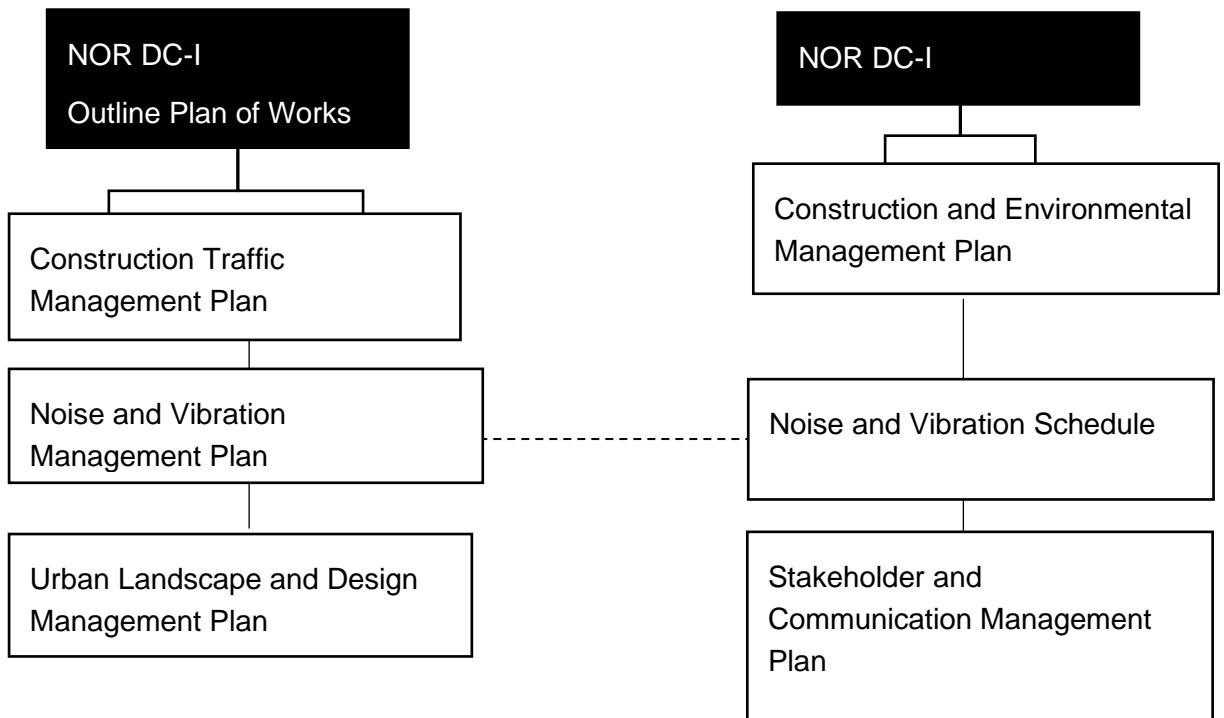 NOR DC-I
Outline Plan of Works
Construction Traffic
Management Plan
Noise and Vibration
Management Plan
Urban Landscape and Design
Management Plan
NOR DC-I
Construction and Environmental
Management Plan
Noise and Vibration Schedule
Stakeholder and
Communication Management
Plan